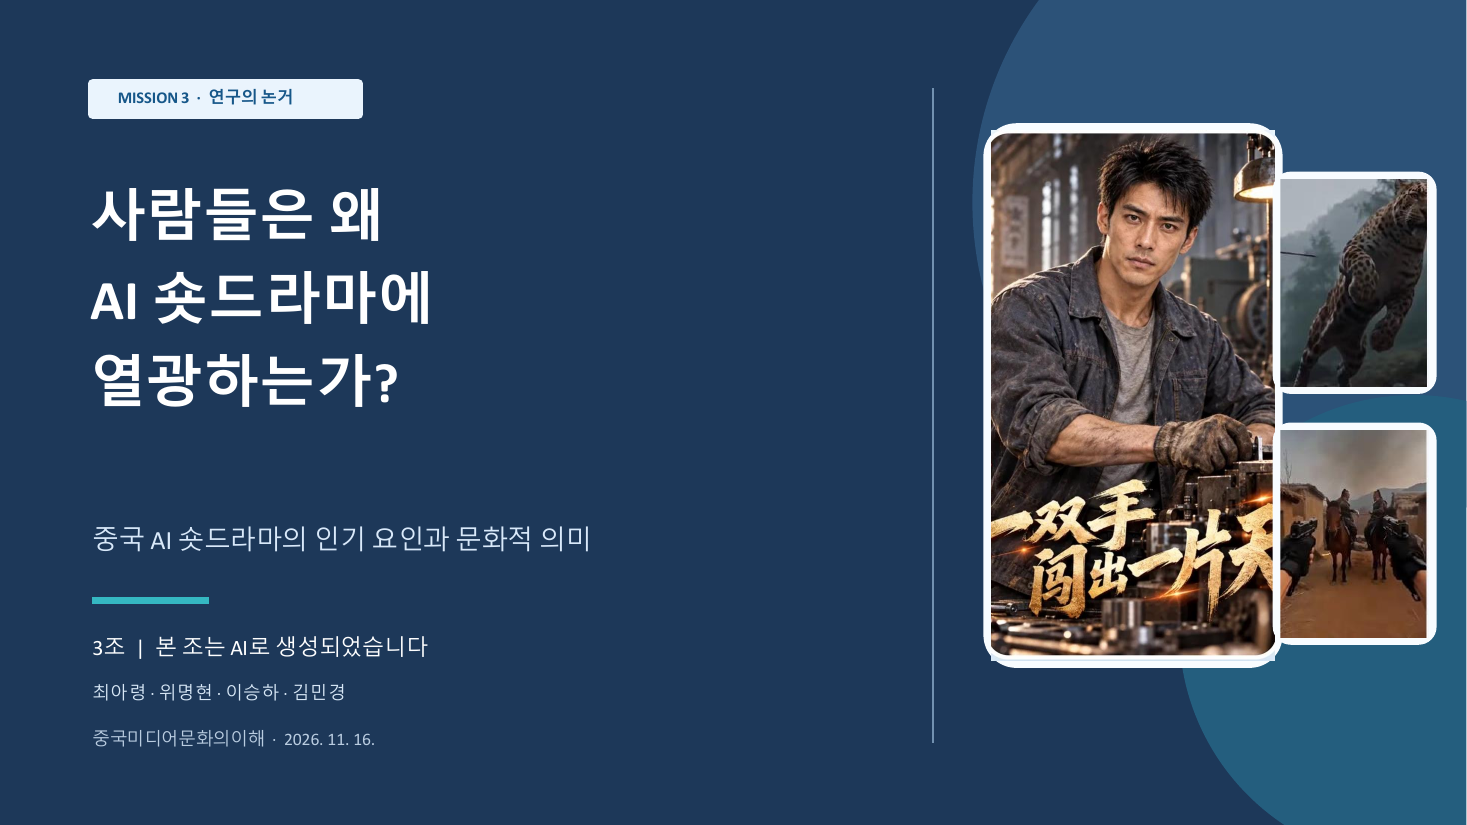 MISSION 3 · 연구의 논거
사람들은 왜
AI 숏드라마에
열광하는가?
중국 AI 숏드라마의 인기 요인과 문화적 의미
3조 | 본 조는 AI로 생성되었습니다
최아령 · 위명현 · 이승하 · 김민경
중국미디어문화의이해 · 2026. 11. 16.
一双手
闯出一片天